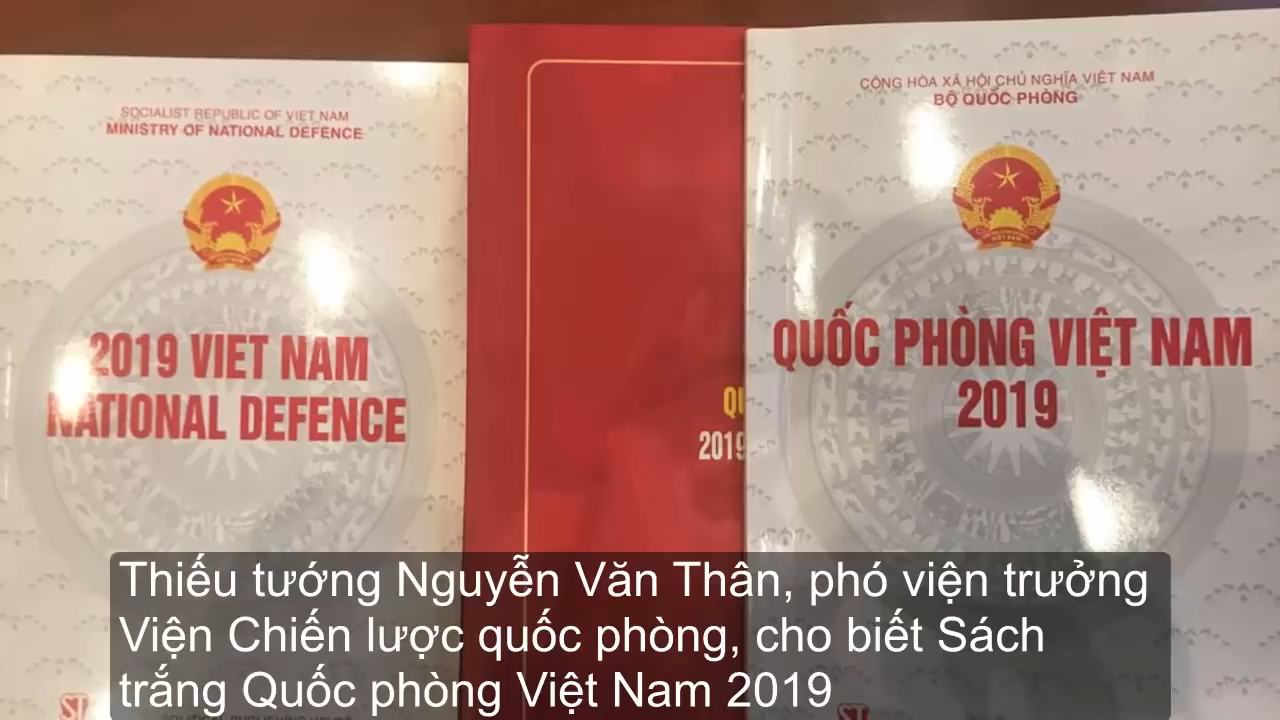 SOCIALIST REPUBLIC OF VIET NAM
MINISTRY OF NATIONAL DEFENCE
2019 VIET NAM
NATIONAL DEFENCE
2019
CỘNG HÒA XÃ HỘI CHỦ NGHĨA VIỆT NAM
BỘ QUỐC PHÒNG
VIỆT NAM
QUỐC PHÒNG VIỆT NAM
2019
Thiếu tướng Nguyễn Văn Thân, phó viện trưởng
Viện Chiến lược quốc phòng, cho biết Sách
trắng Quốc phòng Việt Nam 2019